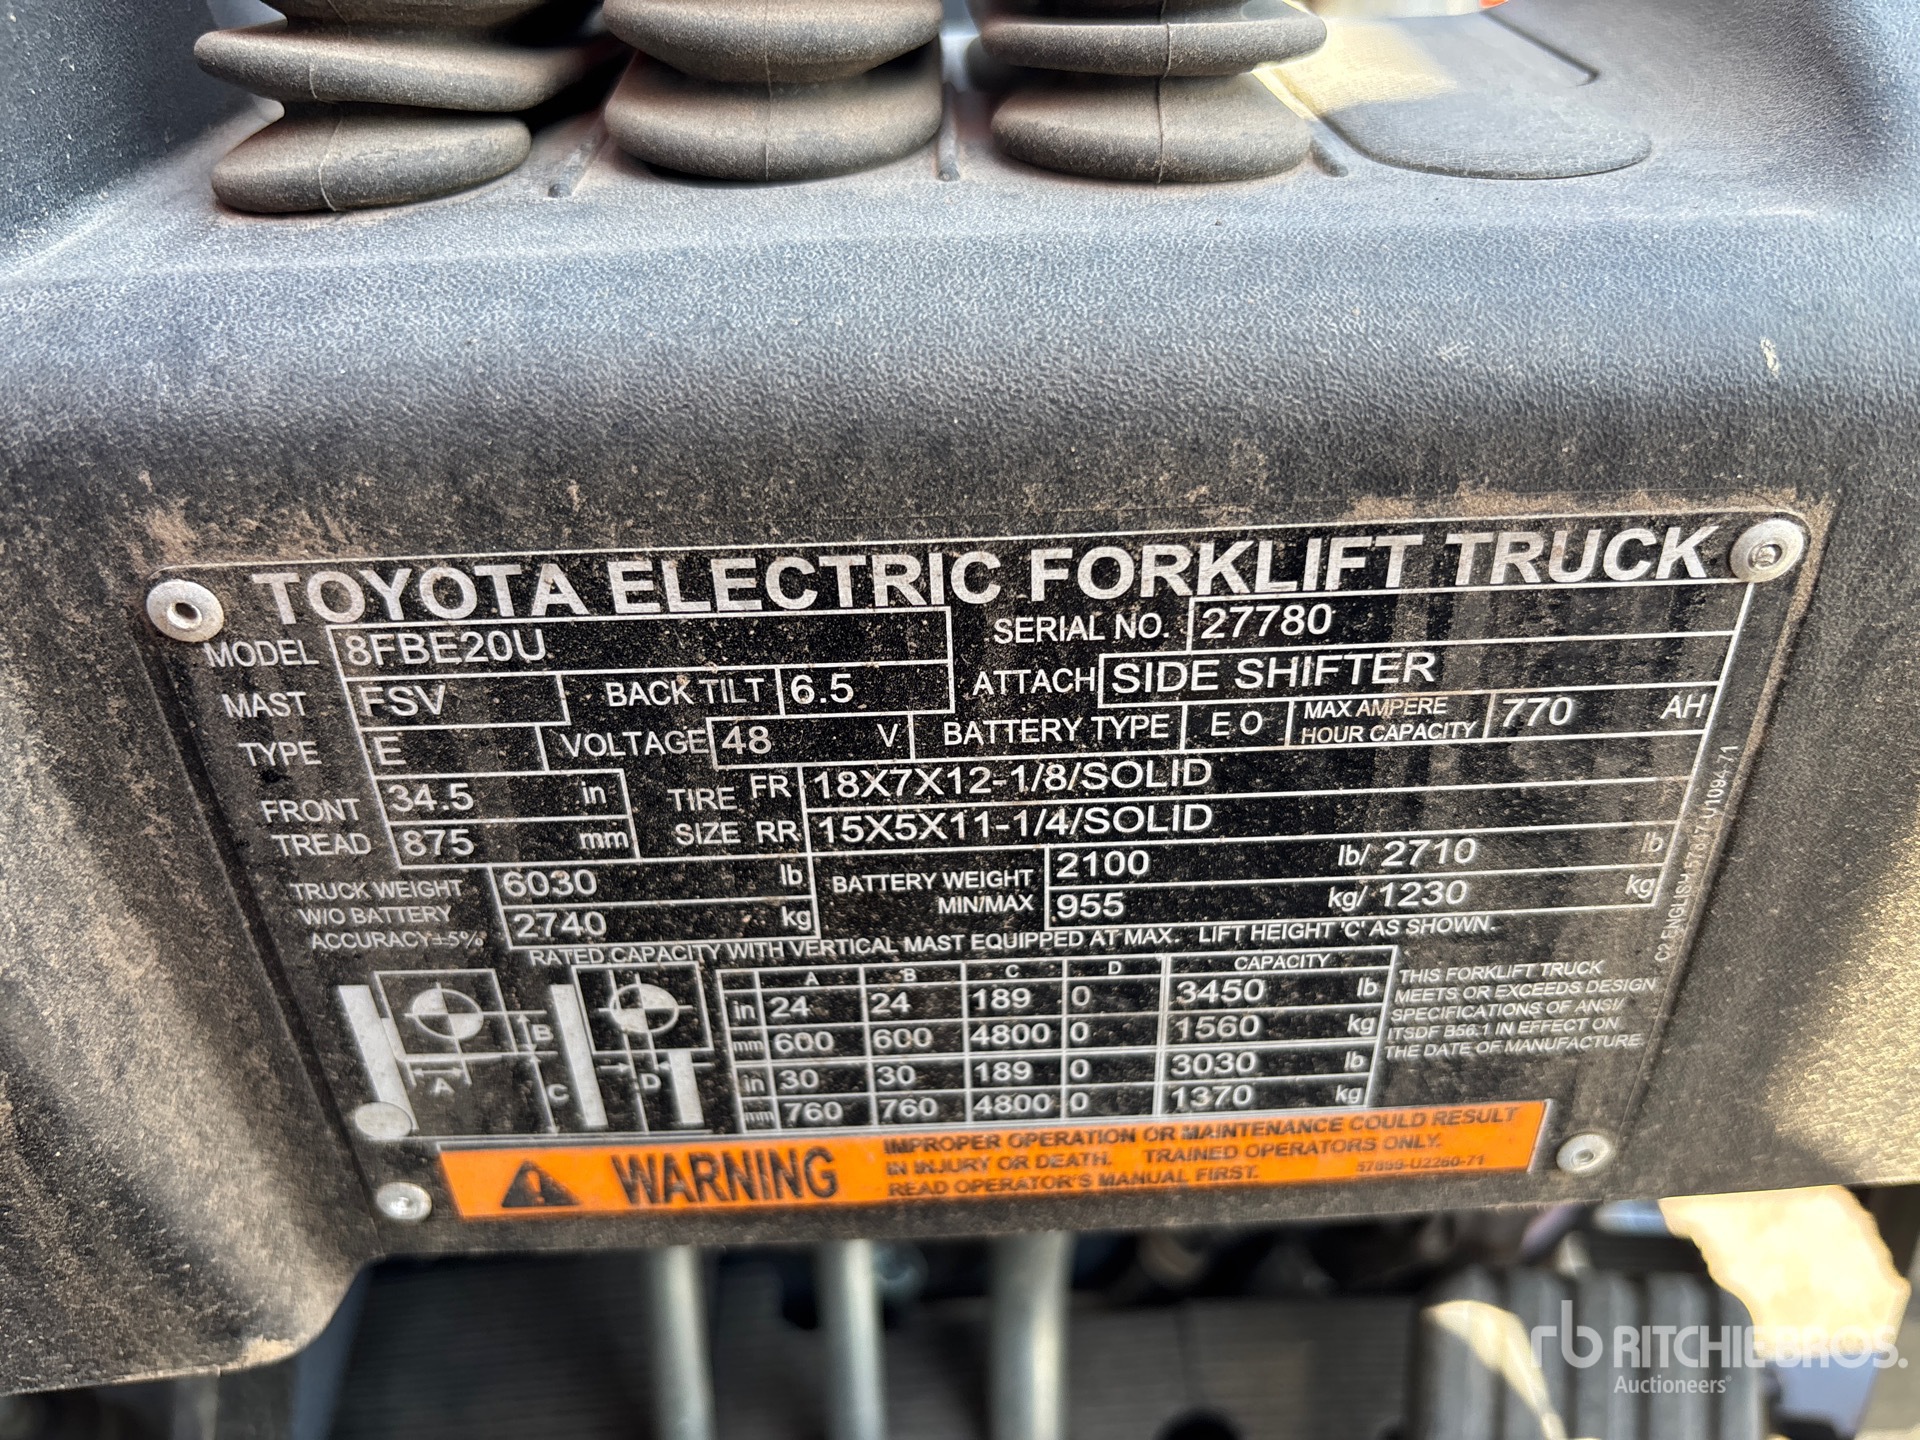 TOYOTA ELECTRIC FORKLIFT TRUCK
MODEL 8FBE20U SERIAL NO. 27780
MAST FSV BACK TILT 6.5 ATTACH SIDE SHIFTER
TYPE E VOLTAGE 48 V BATTERY TYPE E O MAX AMPERE HOUR CAPACITY 770 AH
FRONT TREAD 34.5 in TIRE SIZE FR 18X7X12-1/8/SOLID
875 mm RR 15X5X11-1/4/SOLID
TRUCK WEIGHT W/O BATTERY ACCURACY±5% 6030 lb BATTERY WEIGHT MIN/MAX 2100 lb/ 2710 lb
2740 kg 955 kg/ 1230 kg
RATED CAPACITY WITH VERTICAL MAST EQUIPPED AT MAX. LIFT HEIGHT 'C' AS SHOWN.
A B C D CAPACITY
in 24 24 189 0 3450 lb
mm 600 600 4800 0 1560 kg
in 30 30 189 0 3030 lb
mm 760 760 4800 0 1370 kg
B
A
C
D
THIS FORKLIFT TRUCK
MEETS OR EXCEEDS DESIGN
SPECIFICATIONS OF ANSI/
ITSDF B56.1 IN EFFECT ON
THE DATE OF MANUFACTURE.
C2 ENGLISH
WARNING
IMPROPER OPERATION OR MAINTENANCE COULD RESULT
IN INJURY OR DEATH. TRAINED OPERATORS ONLY.
READ OPERATOR'S MANUAL FIRST. 57899-U2260-71
rb RITCHIE BROS.
Auctioneers